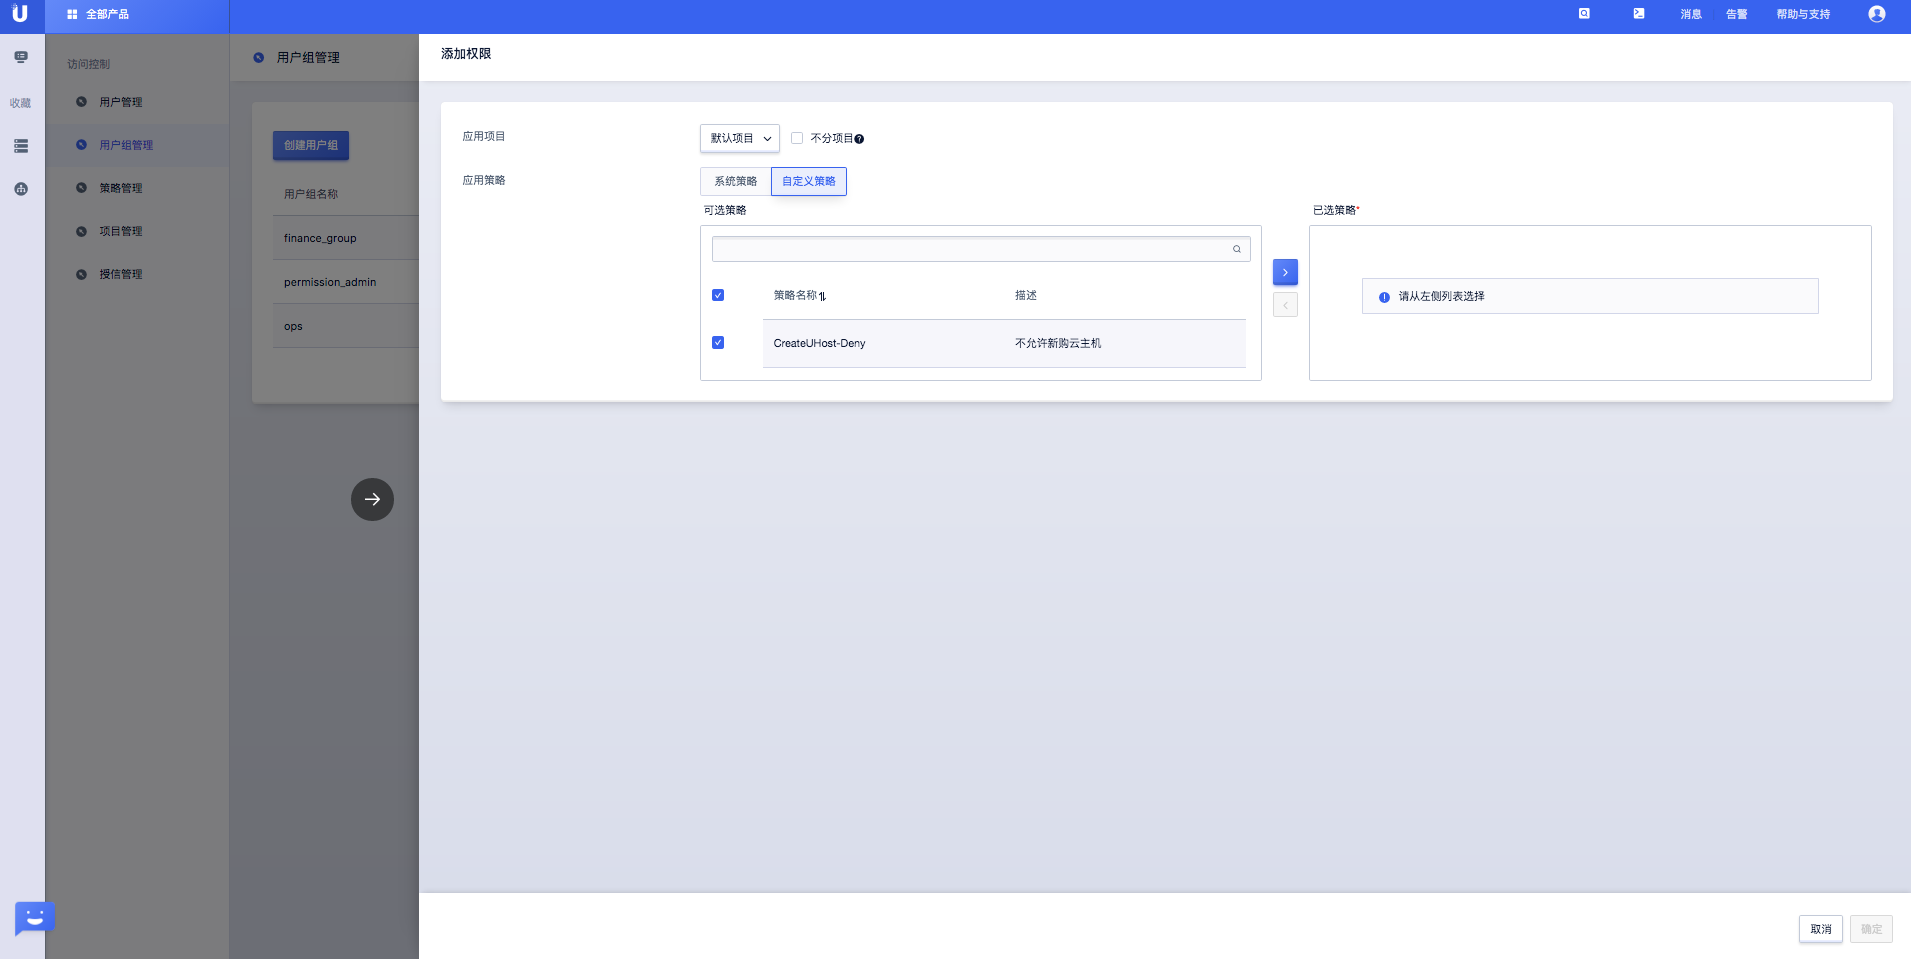 U
全部产品
消息
告警
帮助与支持
收藏
访问控制
用户管理
用户组管理
策略管理
项目管理
授信管理
用户组管理
创建用户组
用户组名称
finance_group
permission_admin
ops
添加权限
应用项目
默认项目
不分项目
应用策略
系统策略
自定义策略
可选策略
策略名称
描述
CreateUHost-Deny
不允许新购云主机
已选策略*
请从左侧列表选择
取消
确定